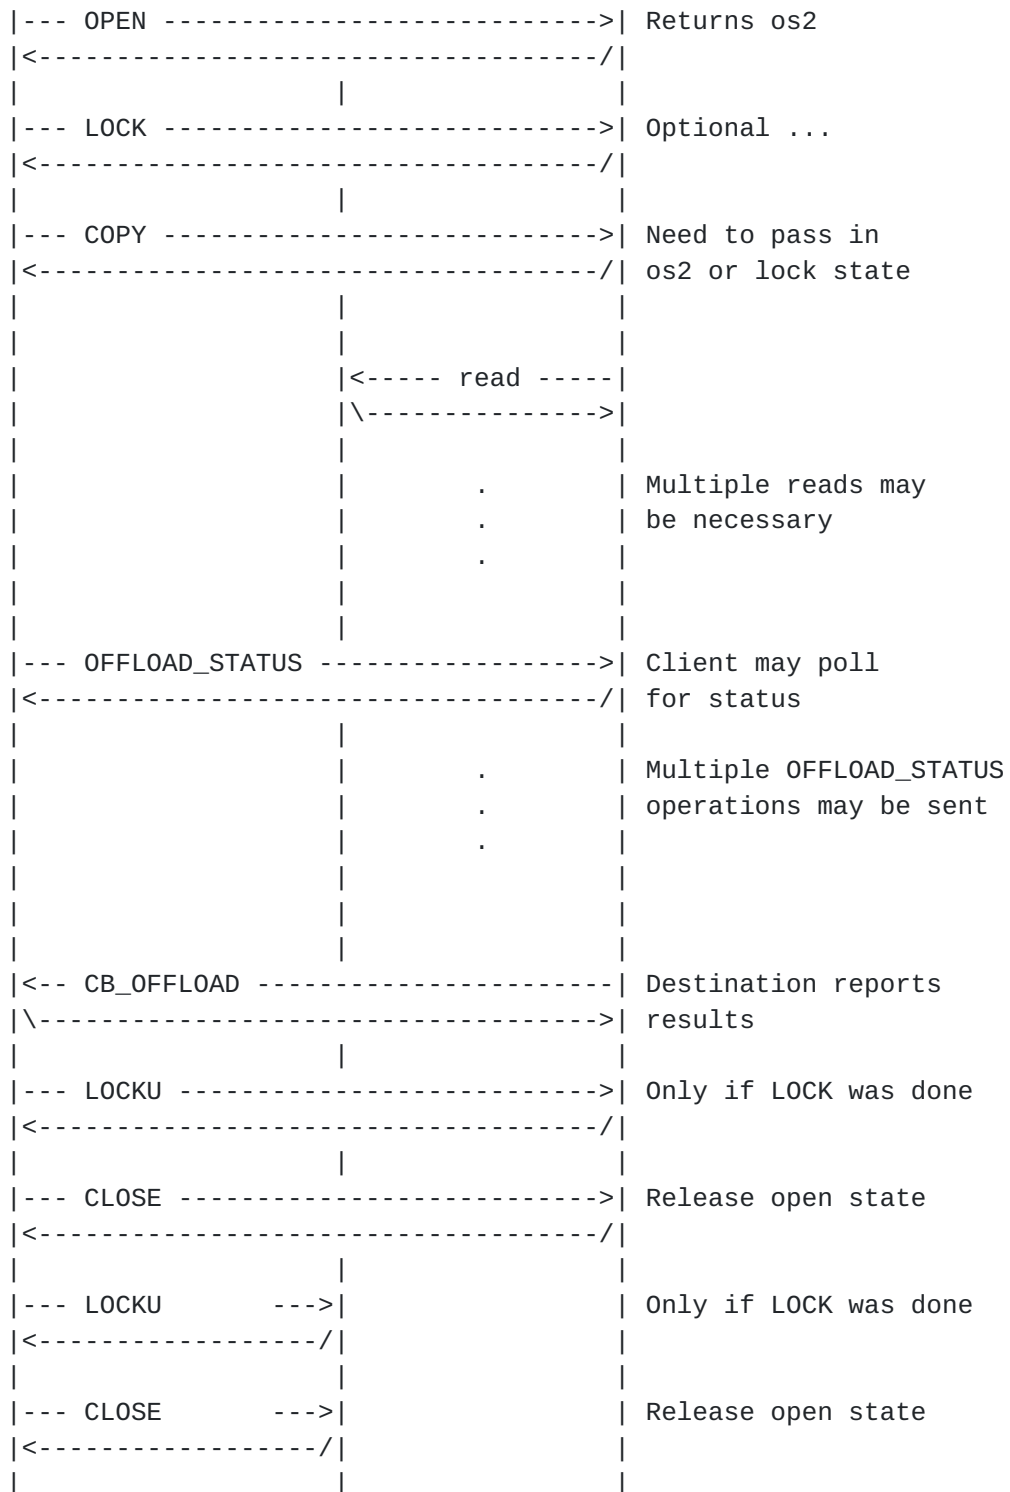 |--- OPEN ---------------------------->| Returns os2
|<------------------------------------/|
|                    |                 |
|--- LOCK ---------------------------->| Optional ...
|<------------------------------------/|
|                    |                 |
|--- COPY ---------------------------->| Need to pass in
|<------------------------------------/| os2 or lock state
|                    |                 |
|                    |                 |
|                    |<----- read -----|
|                    |\--------------->|
|                    |                 |
|                    |        .        | Multiple reads may
|                    |        .        | be necessary
|                    |        .        |
|                    |                 |
|                    |                 |
|--- OFFLOAD_STATUS ------------------>| Client may poll
|<------------------------------------/| for status
|                    |                 |
|                    |        .        | Multiple OFFLOAD_STATUS
|                    |        .        | operations may be sent
|                    |        .        |
|                    |                 |
|                    |                 |
|                    |                 |
|<-- CB_OFFLOAD -----------------------| Destination reports
|\------------------------------------>| results
|                    |                 |
|--- LOCKU --------------------------->| Only if LOCK was done
|<------------------------------------/|
|                    |                 |
|--- CLOSE --------------------------->| Release open state
|<------------------------------------/|
|                    |                 |
|--- LOCKU       --->|                 | Only if LOCK was done
|<------------------/|                 |
|                    |                 |
|--- CLOSE       --->|                 | Release open state
|<------------------/|                 |
|                    |                 |